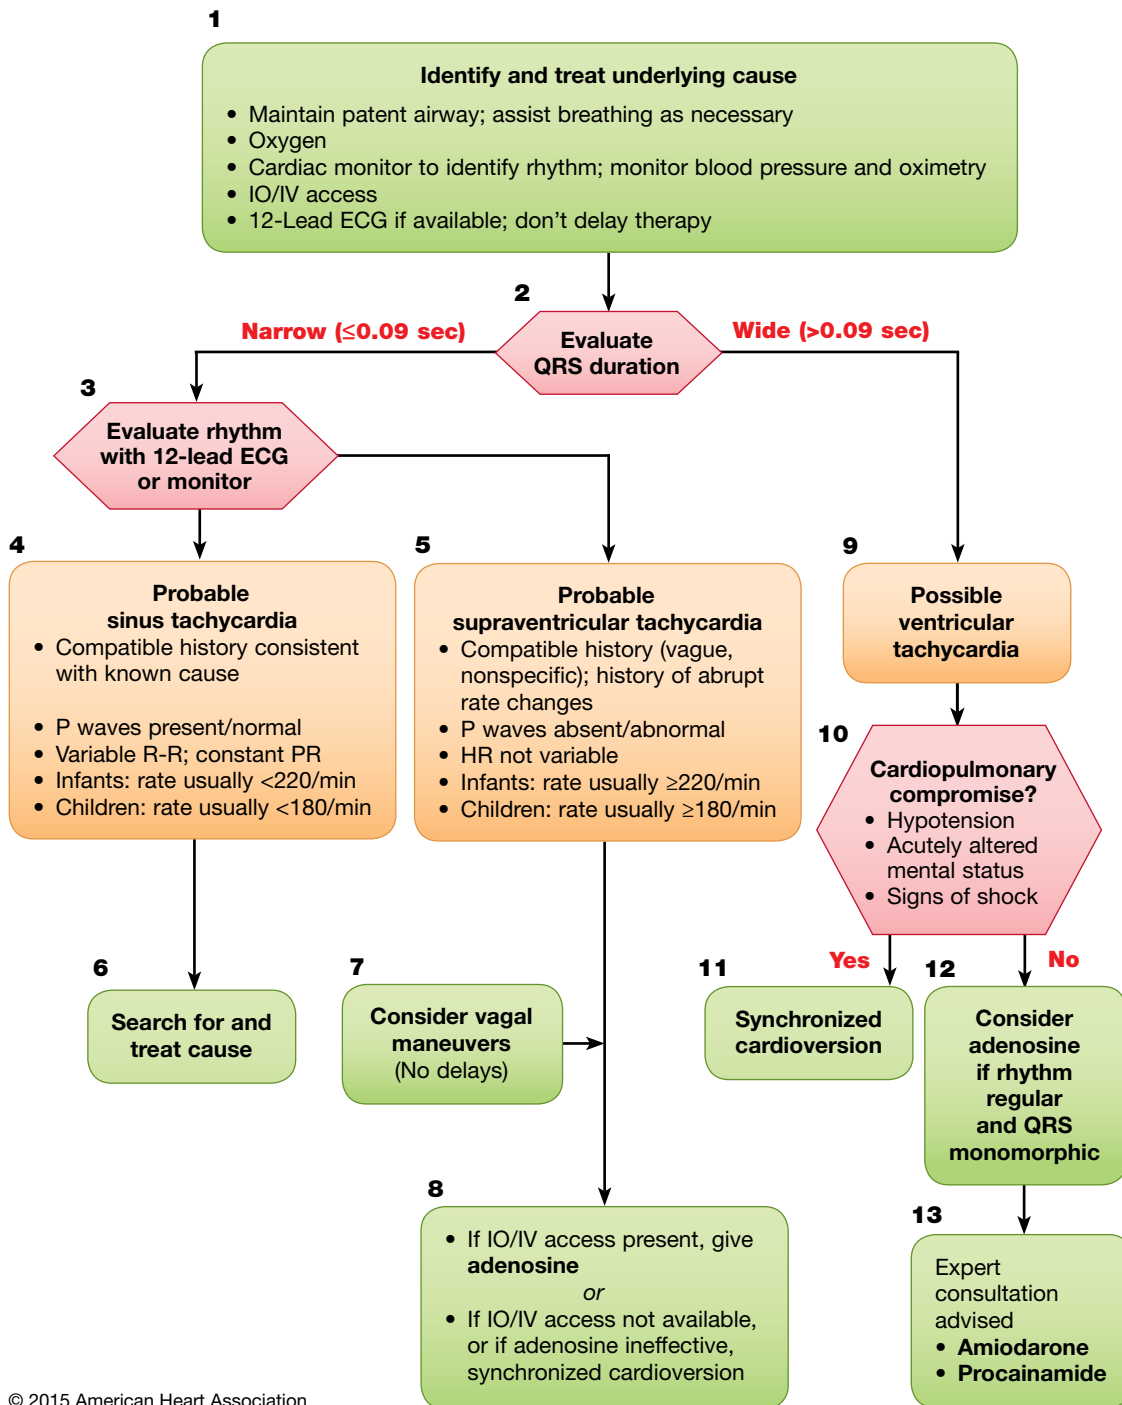 1
Identify and treat underlying cause
• Maintain patent airway; assist breathing as necessary
• Oxygen
• Cardiac monitor to identify rhythm; monitor blood pressure and oximetry
• IO/IV access
• 12-Lead ECG if available; don't delay therapy
2
Narrow (≤0.09 sec)
Evaluate
QRS duration
Wide (>0.09 sec)
3
Evaluate rhythm
with 12-lead ECG
or monitor
4
Probable
sinus tachycardia
• Compatible history consistent
with known cause
• P waves present/normal
• Variable R-R; constant PR
• Infants: rate usually <220/min
• Children: rate usually <180/min
5
Probable
supraventricular tachycardia
• Compatible history (vague,
nonspecific); history of abrupt
rate changes
• P waves absent/abnormal
• HR not variable
• Infants: rate usually ≥220/min
• Children: rate usually ≥180/min
9
Possible
ventricular
tachycardia
10
Cardiopulmonary
compromise?
• Hypotension
• Acutely altered
mental status
• Signs of shock
Yes
No
6
Search for and
treat cause
7
Consider vagal
maneuvers
(No delays)
11
Synchronized
cardioversion
12
Consider
adenosine
if rhythm
regular
and QRS
monomorphic
8
• If IO/IV access present, give
adenosine
or
• If IO/IV access not available,
or if adenosine ineffective,
synchronized cardioversion
13
Expert
consultation
advised
• Amiodarone
• Procainamide
© 2015 American Heart Association